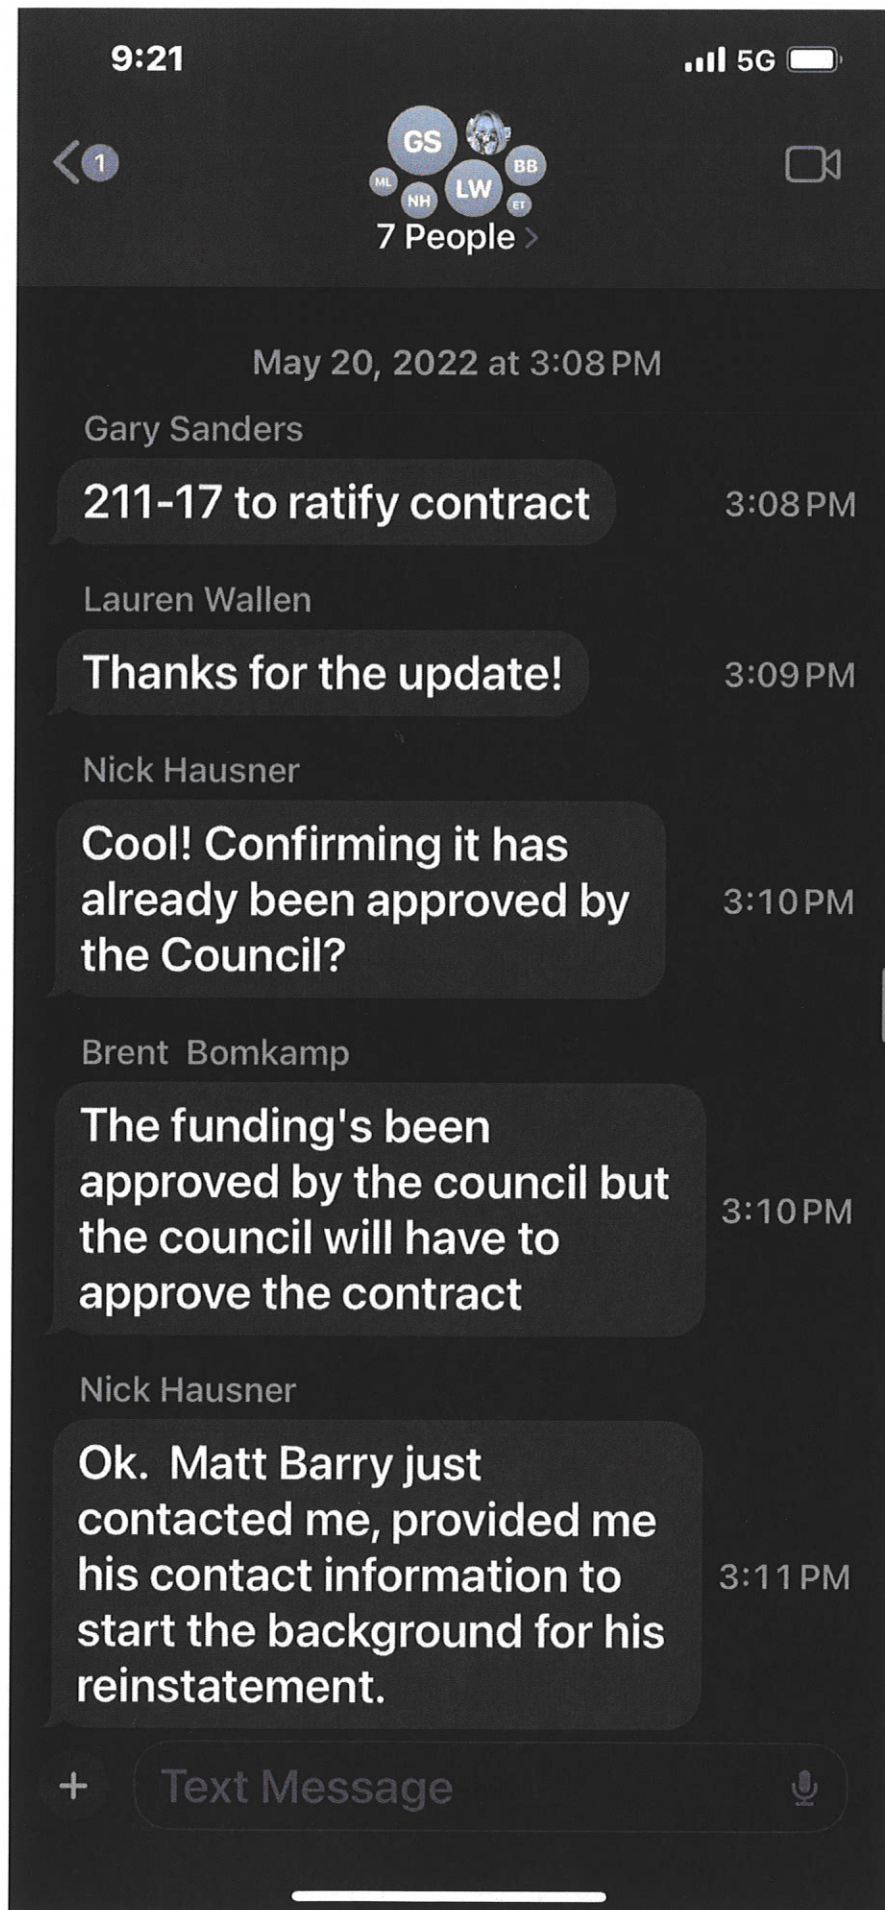 9:21
5G
1
GS
BB
ML
NH
LW
ET
7 People
May 20, 2022 at 3:08 PM
Gary Sanders
211-17 to ratify contract
3:08 PM
Lauren Wallen
Thanks for the update!
3:09 PM
Nick Hausner
Cool! Confirming it has
already been approved by
the Council?
3:10 PM
Brent  Bomkamp
The funding's been
approved by the council but
the council will have to
approve the contract
3:10 PM
Nick Hausner
Ok.  Matt Barry just
contacted me, provided me
his contact information to
start the background for his
reinstatement.
3:11 PM
Text Message